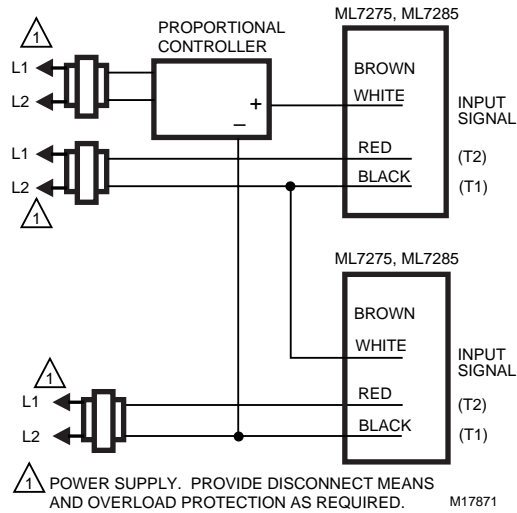 ML7275, ML7285
PROPORTIONAL
CONTROLLER
1
L1
L2
+
–
BROWN
WHITE
INPUT
SIGNAL
L1
L2
1
RED
(T2)
BLACK
(T1)
ML7275, ML7285
BROWN
WHITE
INPUT
SIGNAL
1
L1
L2
RED
(T2)
BLACK
(T1)
1 POWER SUPPLY. PROVIDE DISCONNECT MEANS
AND OVERLOAD PROTECTION AS REQUIRED.
M17871